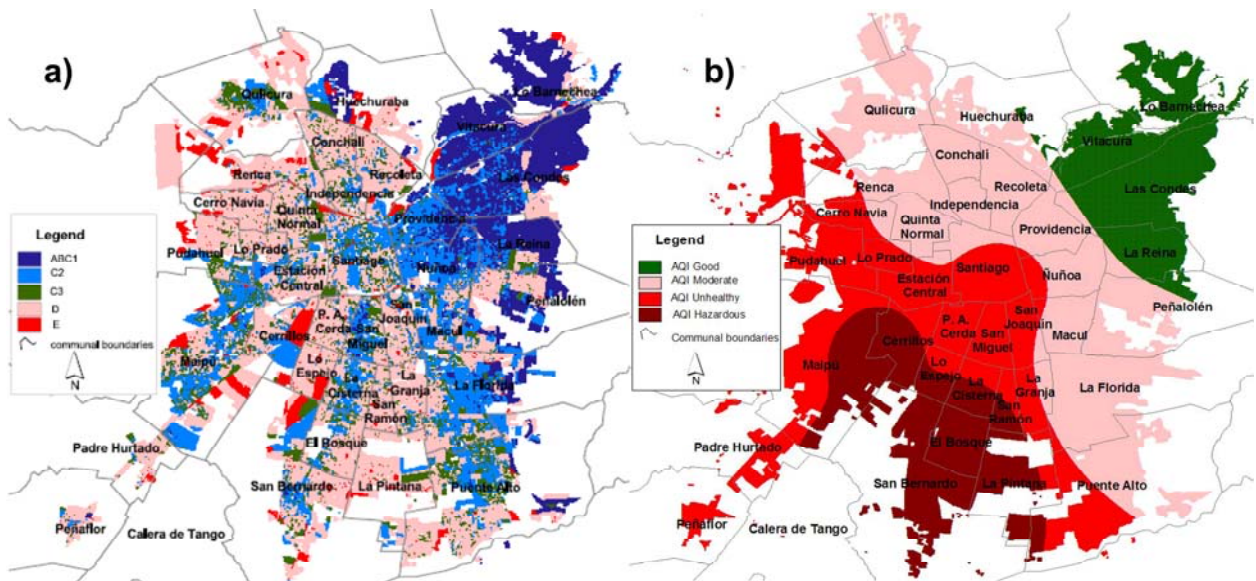 a)
Qulicura
Huechuraba
Lo Barnechea
Vitacura
Conchali
Renca
Recoleta
Las Condes
Independencia
Cerro Navia
Quinta
Normal
Providencia
Lo Prado
Pudahuel
La Reina
Santiago
Ñuñoa
Estación
Central
Peñalolén
San
Joaquin
P. A.
Cerda
San
Miguel
Macul
Cerrillos
Maipú
Lo
Espejo
La
Cisterna
La
Granja
La Florida
San
Ramón
El Bosque
Padre Hurtado
San Bernardo
La Pintana
Puente Alto
Peñaflor
Calera de Tango
Legend
ABC1
C2
C3
D
E
communal boundaries
N
b)
Qulicura
Huechuraba
Lo Barnechea
Vitacura
Conchali
Renca
Recoleta
Las Condes
Cerro Navia
Independencia
Quinta
Normal
Providencia
La Reina
Pudahuel
Lo Prado
Santiago
Estación
Central
Ñuñoa
Peñalolén
P. A.
Cerda
San
Miguel
San
Joaquin
Macul
Cerrillos
Maipú
Lo
Espejo
La
Cisterna
La
Granja
La Florida
San
Ramón
El Bosque
Padre Hurtado
San Bernardo
La Pintana
Puente Alto
Peñaflor
Calera de Tango
Legend
AQI Good
AQI Moderate
AQI Unhealthy
AQI Hazardous
Communal boundaries
N